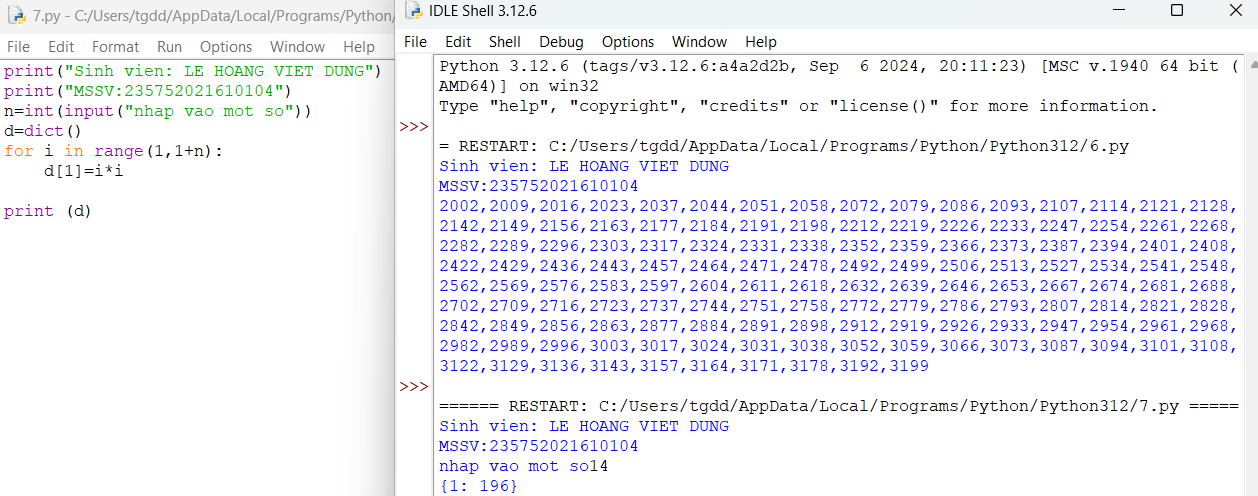 7.py - C:/Users/tgdd/AppData/Local/Programs/Python/Python
File Edit Format Run Options Window Help
print("Sinh vien: LE HOANG VIET DUNG")
print("MSSV:235752021610104")
n=int(input("nhap vao mot so"))
d=dict()
for i in range(1,1+n):
    d[1]=i*i
print (d)
IDLE Shell 3.12.6
File Edit Shell Debug Options Window Help
Python 3.12.6 (tags/v3.12.6:a4a2d2b, Sep  6 2024, 20:11:23) [MSC v.1940 64 bit (
AMD64)] on win32
Type "help", "copyright", "credits" or "license()" for more information.
>>>
= RESTART: C:/Users/tgdd/AppData/Local/Programs/Python/Python312/6.py
Sinh vien: LE HOANG VIET DUNG
MSSV:235752021610104
2002,2009,2016,2023,2037,2044,2051,2058,2072,2079,2086,2093,2107,2114,2121,2128,
2142,2149,2156,2163,2177,2184,2191,2198,2212,2219,2226,2233,2247,2254,2261,2268,
2282,2289,2296,2303,2317,2324,2331,2338,2352,2359,2366,2373,2387,2394,2401,2408,
2422,2429,2436,2443,2457,2464,2471,2478,2492,2499,2506,2513,2527,2534,2541,2548,
2562,2569,2576,2583,2597,2604,2611,2618,2632,2639,2646,2653,2667,2674,2681,2688,
2702,2709,2716,2723,2737,2744,2751,2758,2772,2779,2786,2793,2807,2814,2821,2828,
2842,2849,2856,2863,2877,2884,2891,2898,2912,2919,2926,2933,2947,2954,2961,2968,
2982,2989,2996,3003,3017,3024,3031,3038,3052,3059,3066,3073,3087,3094,3101,3108,
3122,3129,3136,3143,3157,3164,3171,3178,3192,3199
>>>
====== RESTART: C:/Users/tgdd/AppData/Local/Programs/Python/Python312/7.py =====
Sinh vien: LE HOANG VIET DUNG
MSSV:235752021610104
nhap vao mot so14
{1: 196}